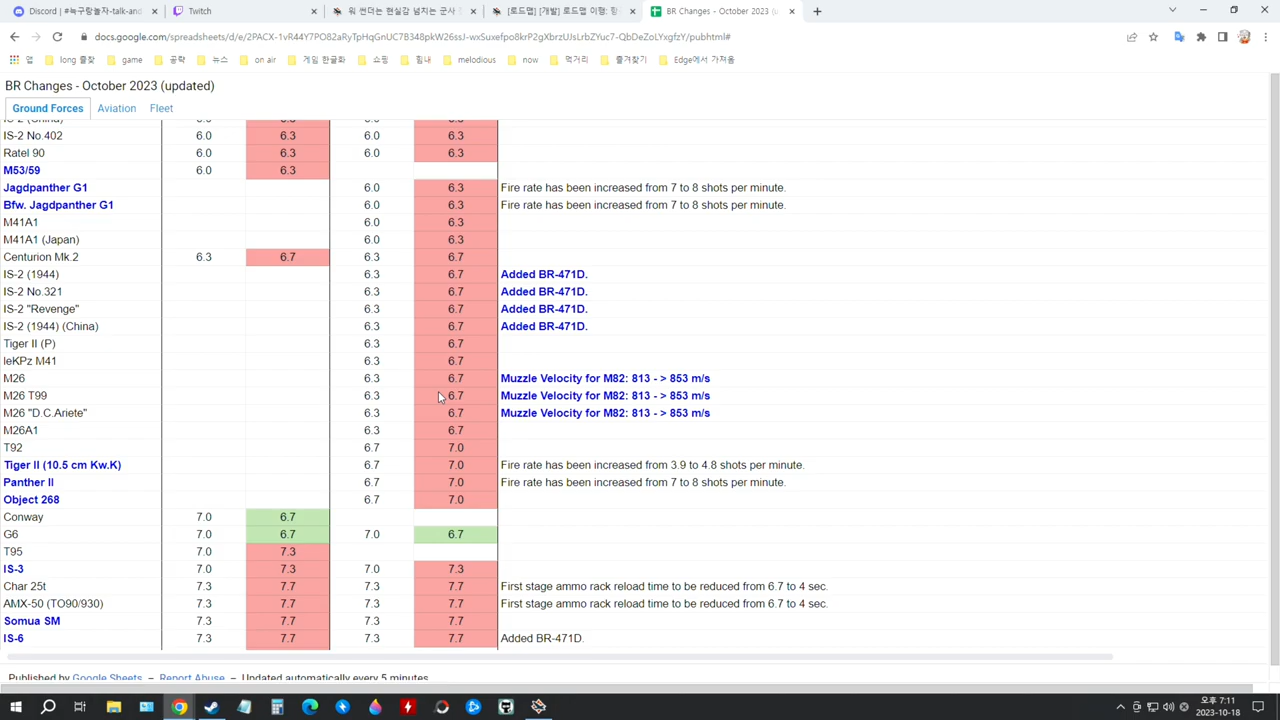 Discord | #녹구랑놀자-talk-and
Twitch
왜 썬더는 현실감 넘치는 군사
[로드맵] [개발] 로드맵 이행:
BR Changes - October 2023 (u
docs.google.com/spreadsheets/d/e/2PACX-1vR44Y7PO82aRyTpHqGnUC7B348pkW26ssJ-wxSuxefpo8krP2gXbrzUJsLrbZYuc7-QbDeZoLYxgfzY/pubhtml#
앱 long 즐찾 game 공략 뉴스 on air 게임 한글화 쇼핑 힘내 melodious now 먹거리 즐겨찾기 Edge에서 가져옴
BR Changes - October 2023 (updated)
Ground Forces Aviation Fleet
IS-2 (China) 6.0 6.3 6.0 6.3
IS-2 No.402 6.0 6.3 6.0 6.3
Ratel 90 6.0 6.3 6.0 6.3
M53/59 6.0 6.3
Jagdpanther G1 6.0 6.3 Fire rate has been increased from 7 to 8 shots per minute.
Bfw. Jagdpanther G1 6.0 6.3 Fire rate has been increased from 7 to 8 shots per minute.
M41A1 6.0 6.3
M41A1 (Japan) 6.0 6.3
Centurion Mk.2 6.3 6.7 6.3 6.7
IS-2 (1944) 6.3 6.7 Added BR-471D.
IS-2 No.321 6.3 6.7 Added BR-471D.
IS-2 "Revenge" 6.3 6.7 Added BR-471D.
IS-2 (1944) (China) 6.3 6.7 Added BR-471D.
Tiger II (P) 6.3 6.7
leKPz M41 6.3 6.7
M26 6.3 6.7 Muzzle Velocity for M82: 813 - > 853 m/s
M26 T99 6.3 6.7 Muzzle Velocity for M82: 813 - > 853 m/s
M26 "D.C.Ariete" 6.3 6.7 Muzzle Velocity for M82: 813 - > 853 m/s
M26A1 6.3 6.7
T92 6.7 7.0
Tiger II (10.5 cm Kw.K) 6.7 7.0 Fire rate has been increased from 3.9 to 4.8 shots per minute.
Panther II 6.7 7.0 Fire rate has been increased from 7 to 8 shots per minute.
Object 268 6.7 7.0
Conway 7.0 6.7
G6 7.0 6.7 7.0 6.7
T95 7.0 7.3
IS-3 7.0 7.3 7.0 7.3
Char 25t 7.3 7.7 7.3 7.7 First stage ammo rack reload time to be reduced from 6.7 to 4 sec.
AMX-50 (TO90/930) 7.3 7.7 7.3 7.7 First stage ammo rack reload time to be reduced from 6.7 to 4 sec.
Somua SM 7.3 7.7 7.3 7.7
IS-6 7.3 7.7 7.3 7.7 Added BR-471D.
Published by Google Sheets – Report Abuse – Updated automatically every 5 minutes
오후 7:11
2023-10-18